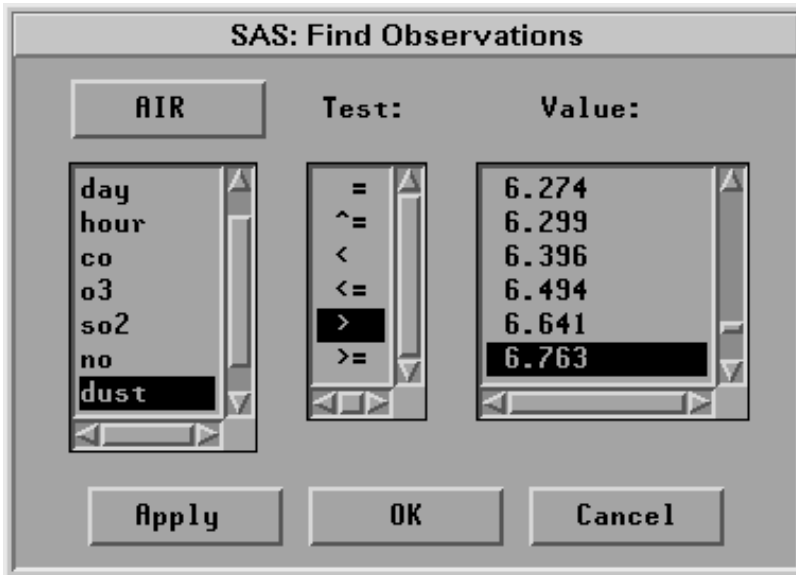 SAS: Find Observations
AIR
Test:
Value:
day
hour
co
o3
so2
no
dust
=
^=
<
<=
>
>=
6.274
6.299
6.396
6.494
6.641
6.763
Apply
OK
Cancel